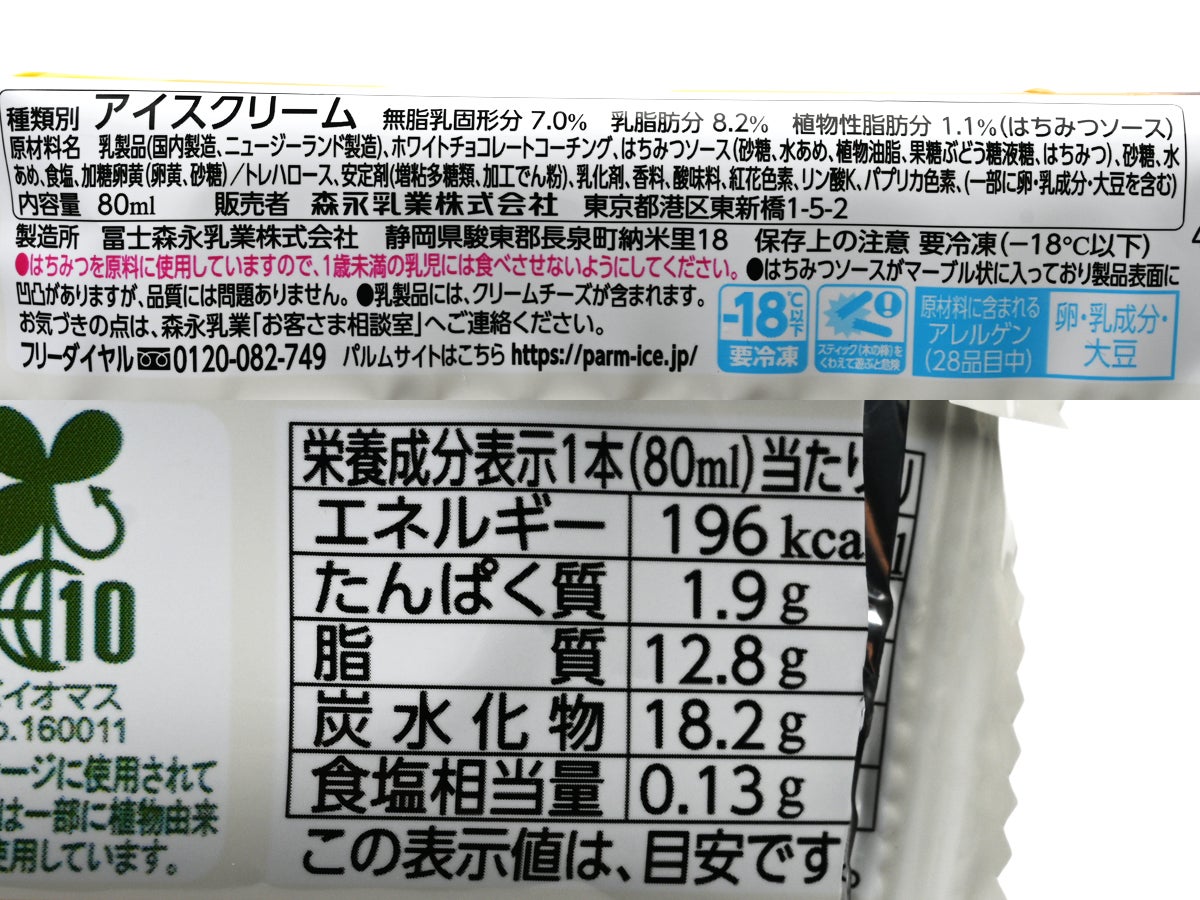 種類別 アイスクリーム 無脂乳固形分 7.0% 乳脂肪分 8.2% 植物性脂肪分 1.1%(はちみつソース)
原材料名 乳製品(国内製造、ニュージーランド製造)、ホワイトチョコレートコーチング、はちみつソース(砂糖、水あめ、植物油脂、果糖ぶどう糖液糖、はちみつ)、砂糖、水
あめ、食塩、加糖卵黄(卵黄、砂糖)/トレハロース、安定剤(増粘多糖類、加工でん粉)、乳化剤、香料、酸味料、紅花色素、リン酸K、パプリカ色素、(一部に卵・乳成分・大豆を含む)
内容量 80ml 販売者 森永乳業株式会社 東京都港区東新橋1-5-2
製造所 冨士森永乳業株式会社 静岡県駿東郡長泉町納米里18 保存上の注意 要冷凍(−18℃以下)
●はちみつを原料に使用していますので、1歳未満の乳児には食べさせないようにしてください。●はちみつソースがマーブル状に入っており製品表面に
凹凸がありますが、品質には問題ありません。●乳製品には、クリームチーズが含まれます。
お気づきの点は、森永乳業「お客さま相談室」へご連絡ください。
フリーダイヤル 0120-082-749 パルムサイトはこちら https://parm-ice.jp/
-18℃以下
要冷凍
スティック(木の棒)を
くわえて遊ぶと危険
原材料に含まれる
アレルゲン
(28品目中)
卵・乳成分・
大豆
栄養成分表示1本(80ml)当たり
エネルギー 196 kcal
たんぱく質 1.9 g
脂質 12.8 g
炭水化物 18.2 g
食塩相当量 0.13 g
この表示値は、目安です。
10
イオマス
.160011
ージに使用されて
は一部に植物由来
使用しています。